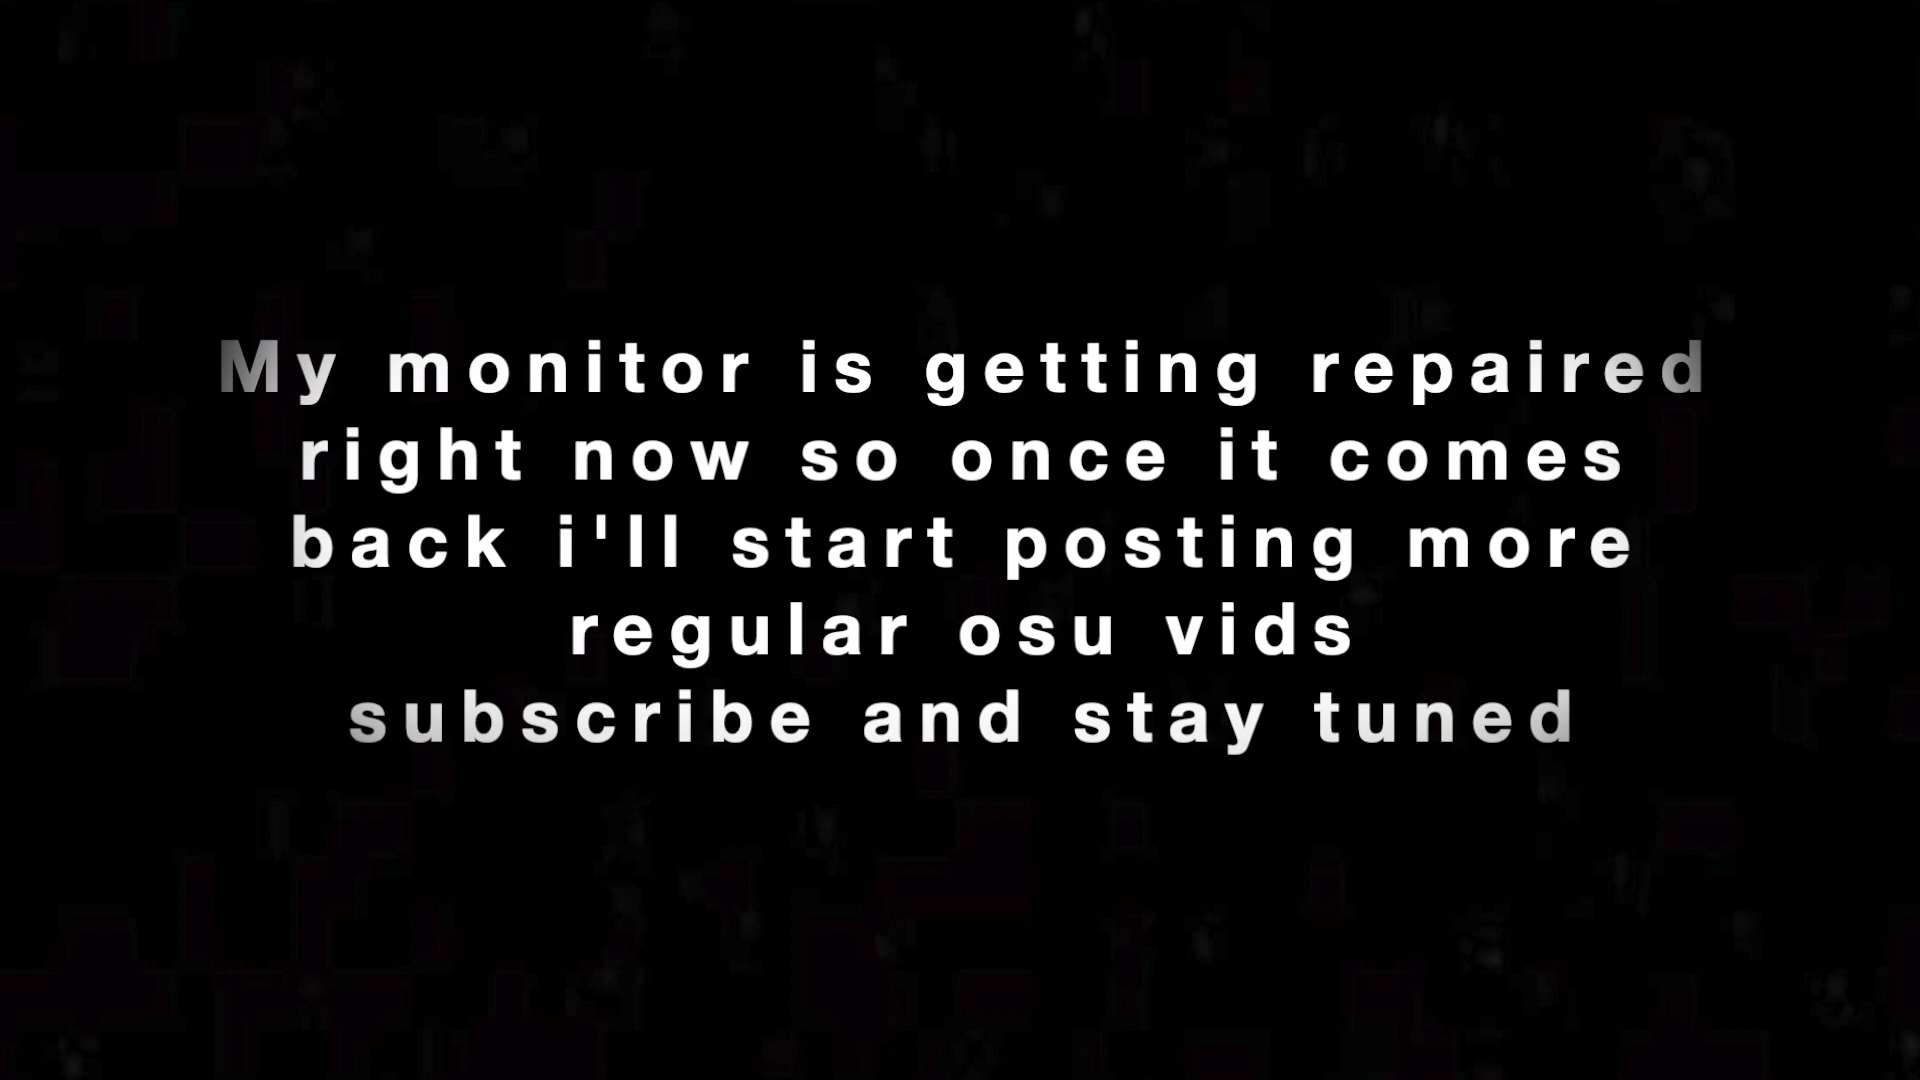 My monitor is getting repaired
right now so once it comes
back i'll start posting more
regular osu vids
subscribe and stay tuned